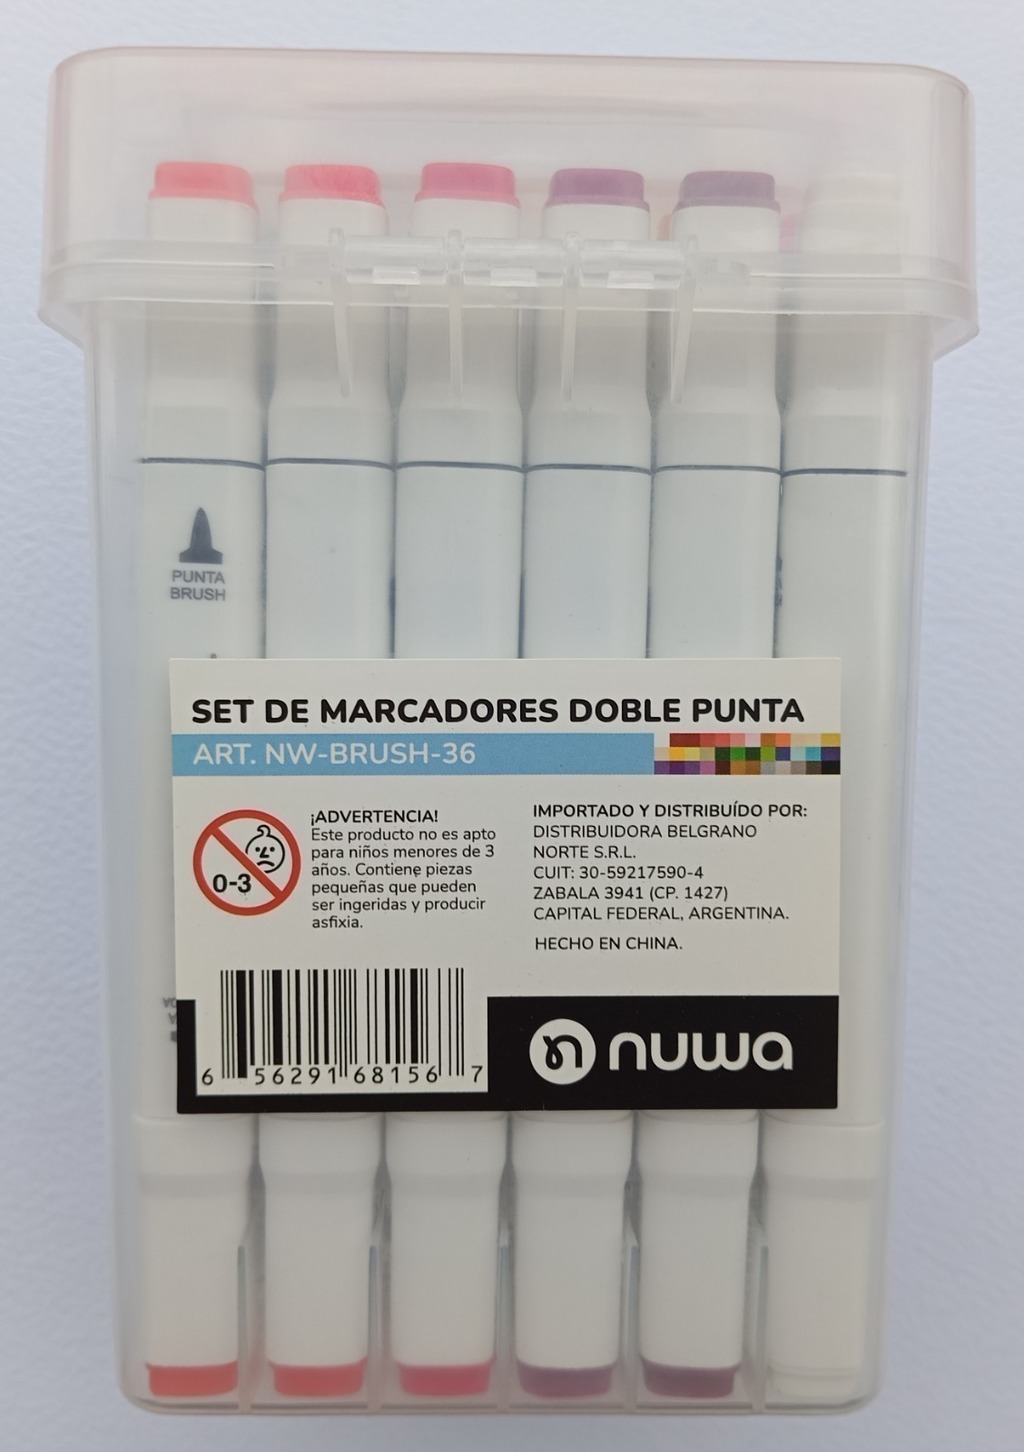 PUNTA
BRUSH
SET DE MARCADORES DOBLE PUNTA
ART. NW-BRUSH-36
0-3
¡ADVERTENCIA!
Este producto no es apto
para niños menores de 3
años. Contiene piezas
pequeñas que pueden
ser ingeridas y producir
asfixia.
IMPORTADO Y DISTRIBUÍDO POR:
DISTRIBUIDORA BELGRANO
NORTE S.R.L.
CUIT: 30-59217590-4
ZABALA 3941 (CP. 1427)
CAPITAL FEDERAL, ARGENTINA.
HECHO EN CHINA.
6 56291 68156 7
nuwa